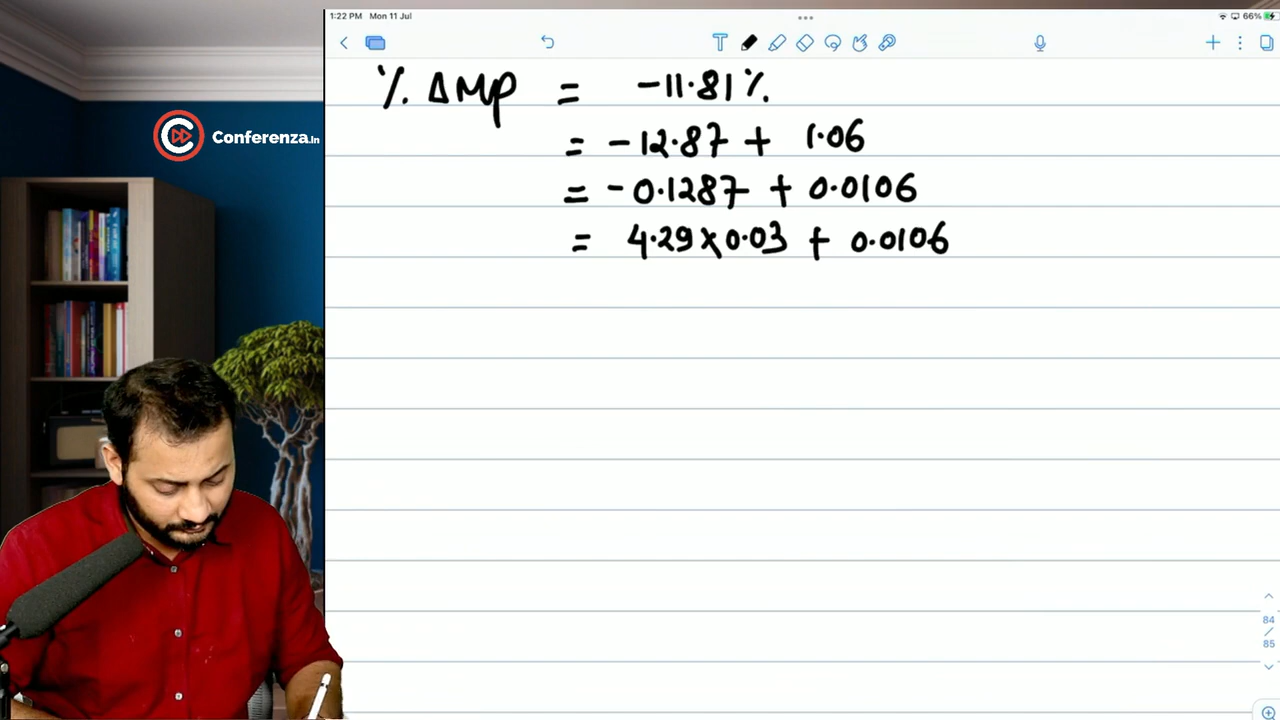 1:22 PM Mon 11 Jul
66%
Conferenza.In
% ΔMP = -11.81%
= -12.87 + 1.06
= -0.1287 + 0.0106
= 4.29 × 0.03 + 0.0106
84
/
85